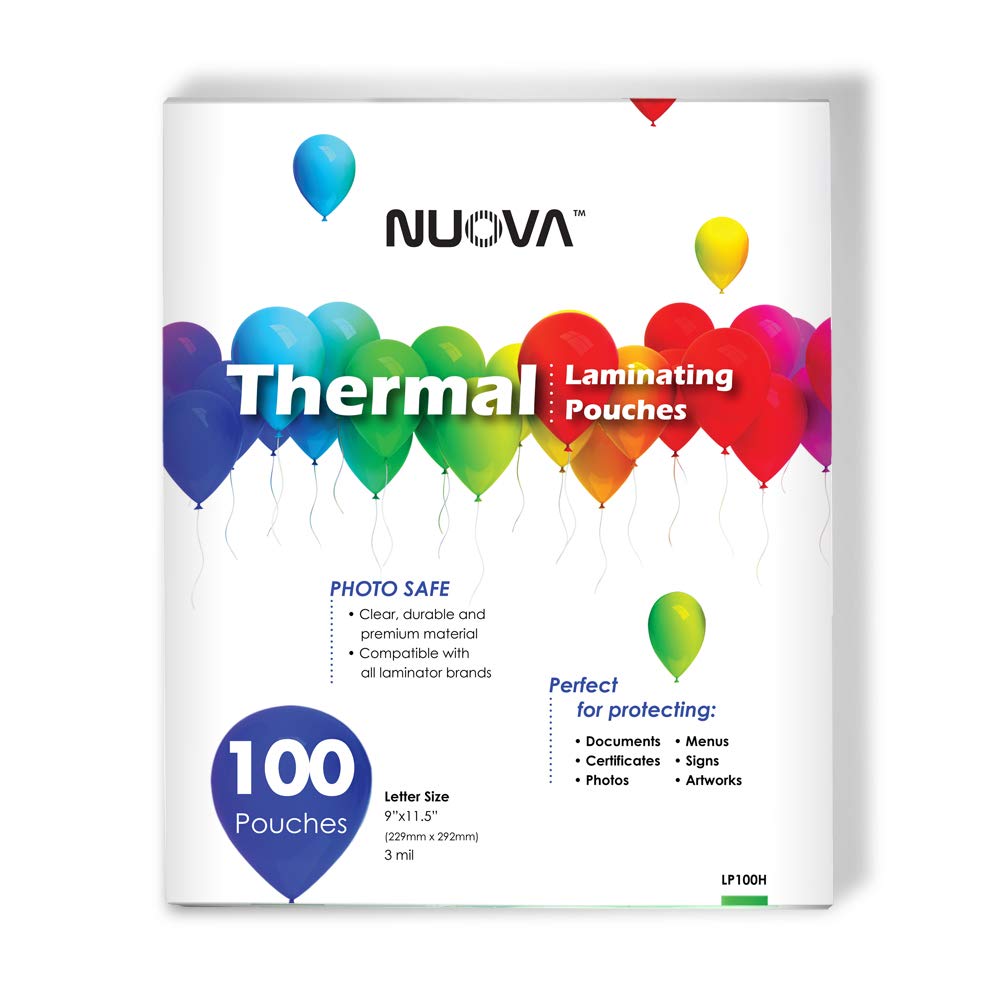 NUOVA™
Thermal
Laminating
Pouches
PHOTO SAFE
• Clear, durable and
premium material
• Compatible with
all laminator brands
Perfect
for protecting:
• Documents • Menus
• Certificates • Signs
• Photos • Artworks
100
Pouches
Letter Size
9”x11.5”
(229mm x 292mm)
3 mil
LP100H